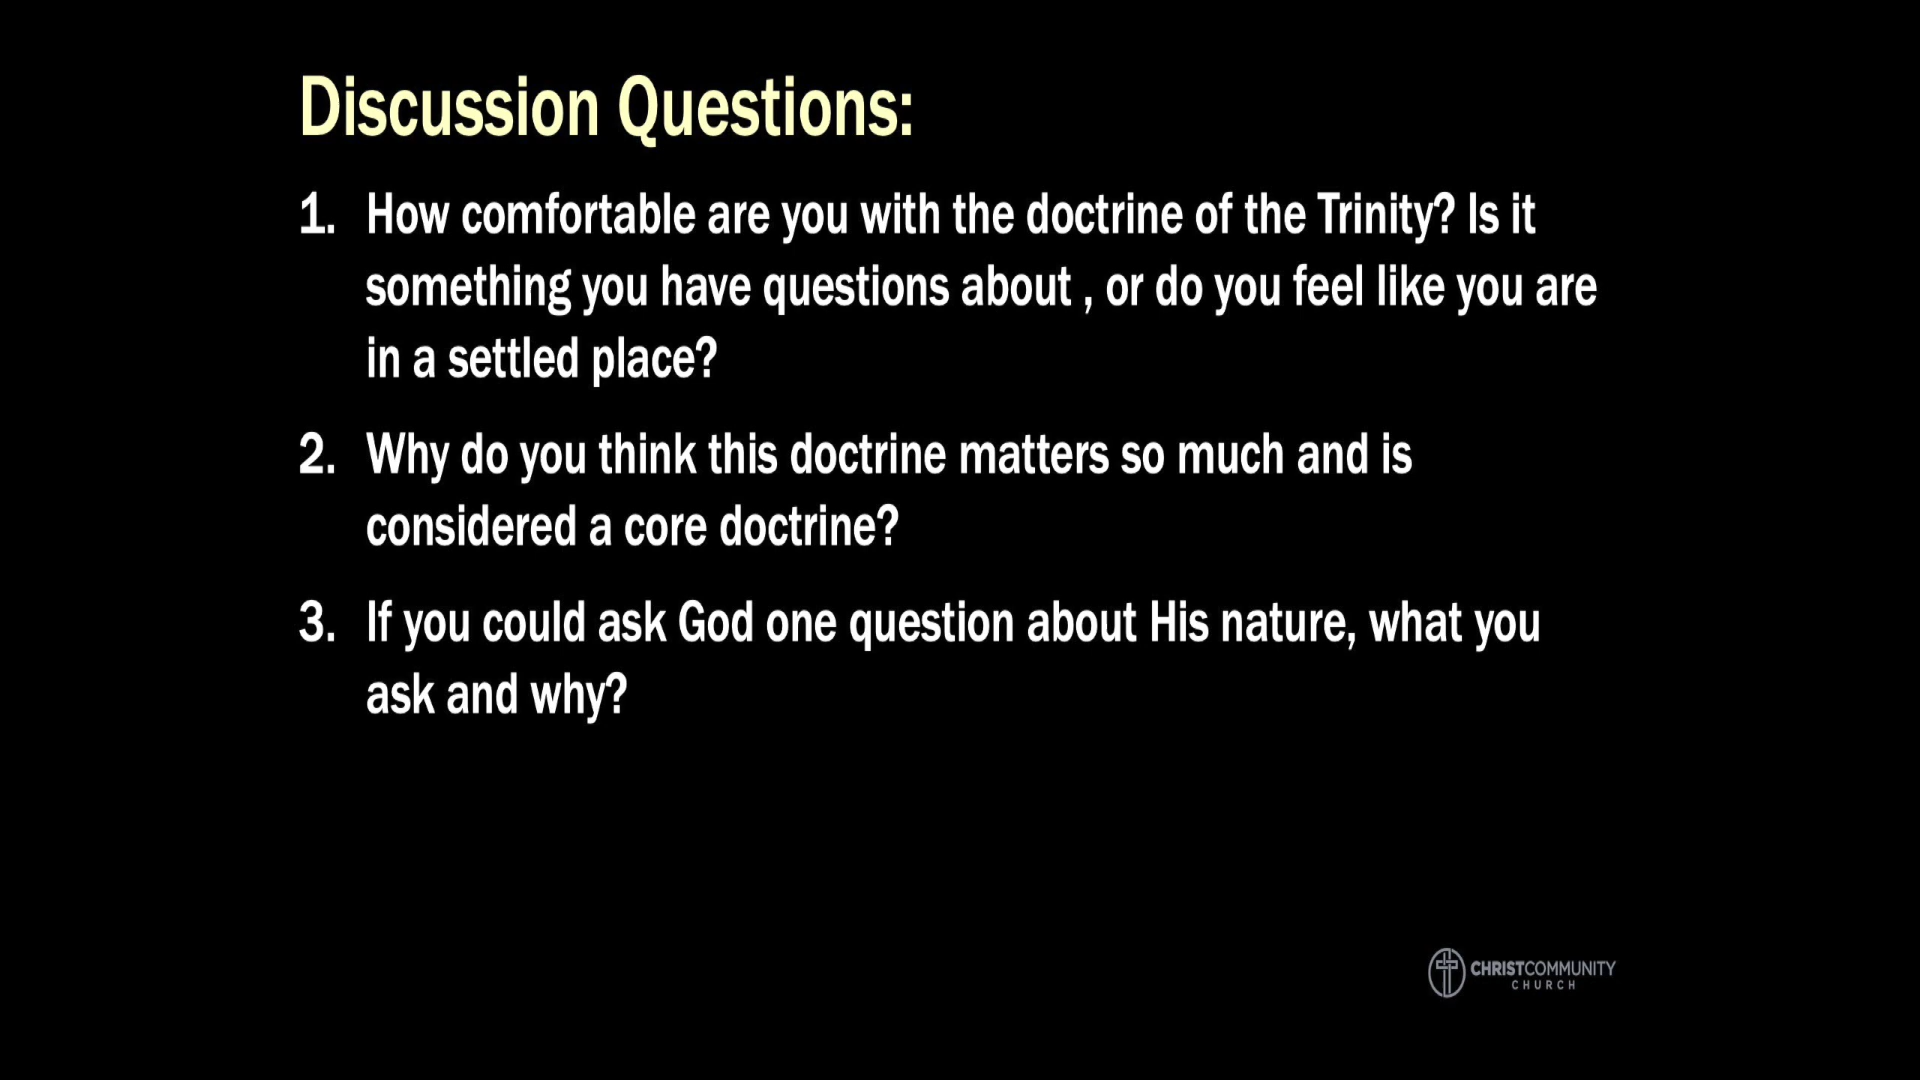 Discussion Questions:
1. How comfortable are you with the doctrine of the Trinity? Is it
something you have questions about , or do you feel like you are
in a settled place?
2. Why do you think this doctrine matters so much and is
considered a core doctrine?
3. If you could ask God one question about His nature, what you
ask and why?
CHRISTCOMMUNITY
CHURCH